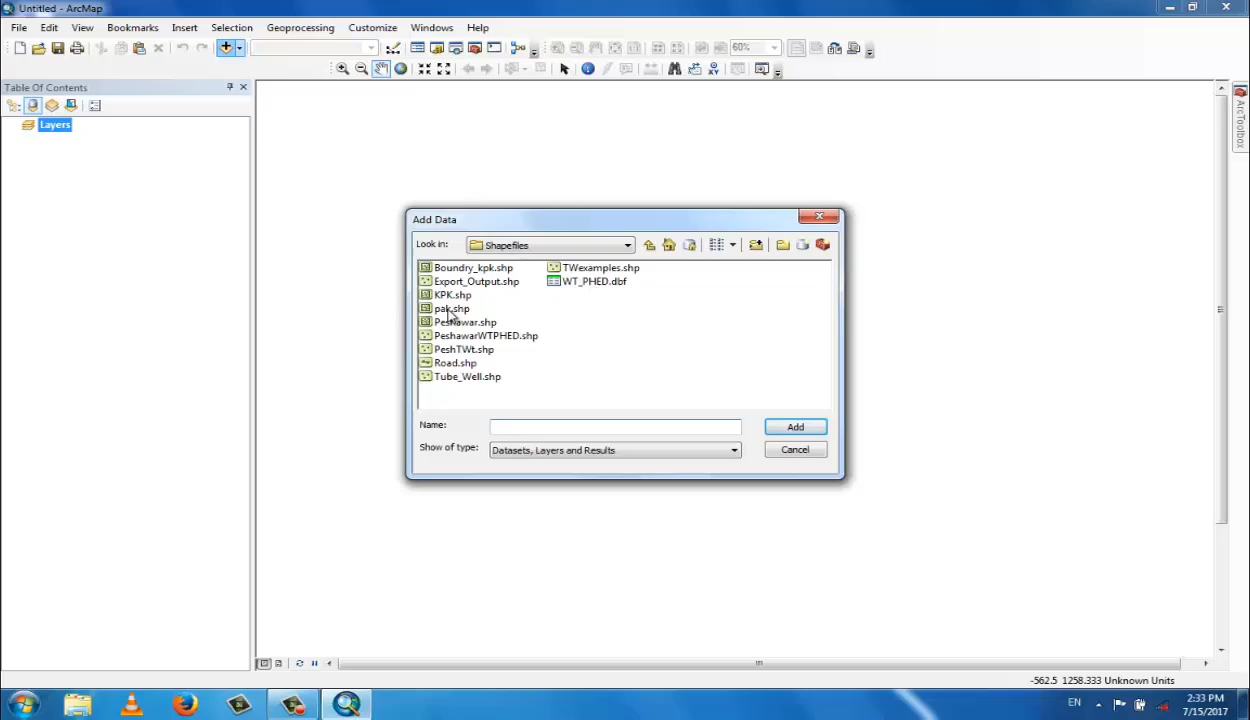 Untitled - ArcMap
File Edit View Bookmarks Insert Selection Geoprocessing Customize Windows Help
60%
Table Of Contents
Layers
ArcToolbox
Add Data
Look in: Shapefiles
Boundry_kpk.shp
Export_Output.shp
KPK.shp
pak.shp
Peshawar.shp
PeshawarWTPHED.shp
PeshTWt.shp
Road.shp
Tube_Well.shp
TWexamples.shp
WT_PHED.dbf
Name:
Add
Show of type: Datasets, Layers and Results
Cancel
-562.5 1258.333 Unknown Units
EN
2:33 PM
7/15/2017